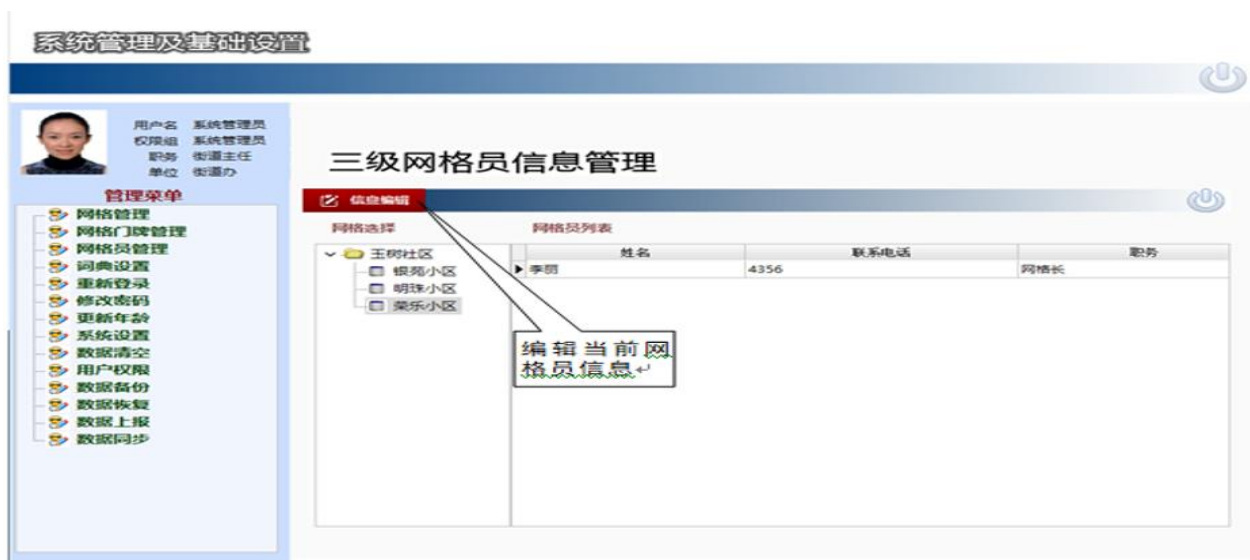 系统管理及基础设置
用户名 系统管理员
权限组 系统管理员
职务 街道主任
单位 街道办
管理菜单
网格管理
网格门牌管理
网格员管理
词典设置
重新登录
修改密码
更新年龄
系统设置
数据清空
用户权限
数据备份
数据恢复
数据上报
数据同步
三级网格员信息管理
信息编辑
网格选择
网格员列表
玉树社区
银苑小区
明珠小区
荣乐小区
姓名 联系电话 职务
李丽 4356 网格长
编辑当前网
格员信息